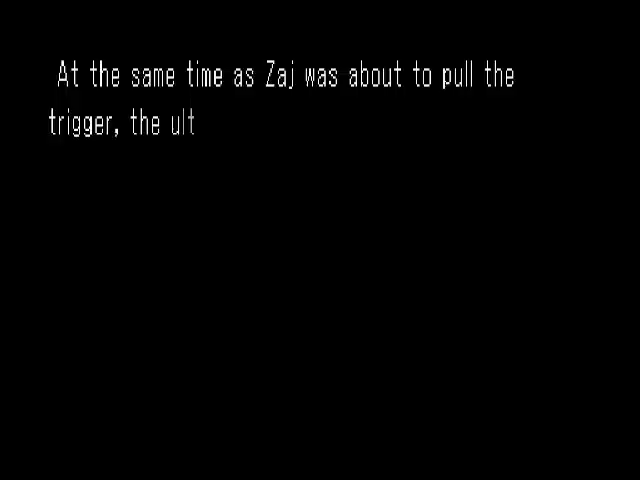 At the same time as Zaj was about to pull the
trigger, the ult